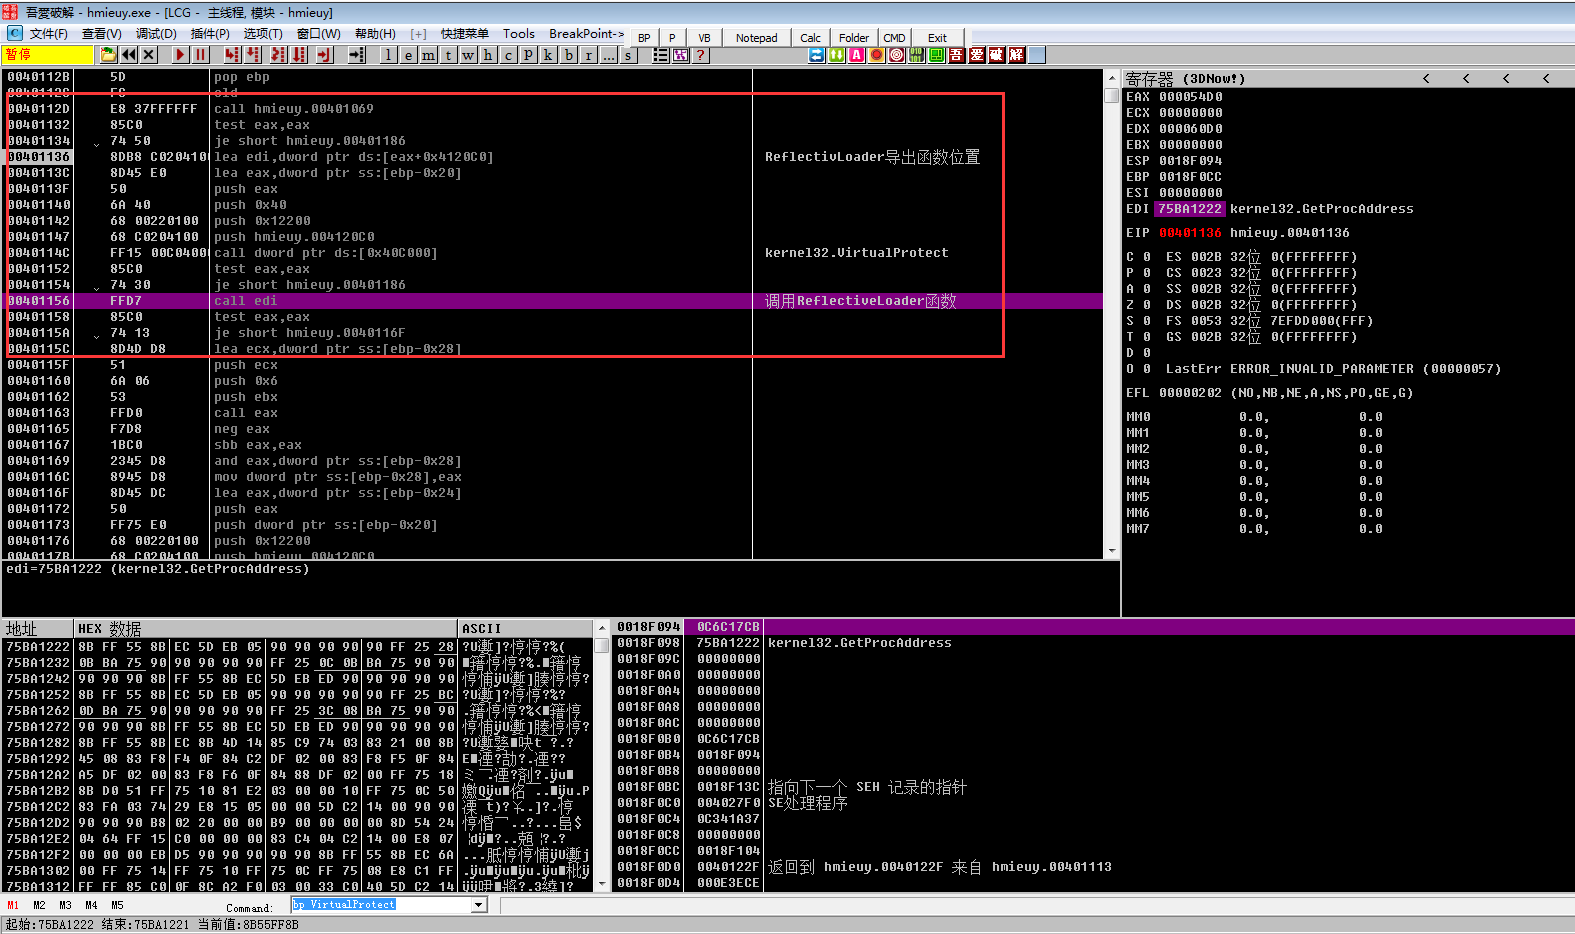 吾愛破解 - hmieuy.exe - [LCG - 主线程, 模块 - hmieuy]
文件(F) 查看(V) 调试(D) 插件(P) 选项(T) 窗口(W) 帮助(H) [+] 快捷菜单 Tools BreakPoint-> BP P VB Notepad Calc Folder CMD Exit
暂停 l e m t w h c p k b r ... s ?
0040112B 5D pop ebp
0040112D E8 37FFFFFF call hmieuy.00401069
00401132 85C0 test eax,eax
00401134 74 50 je short hmieuy.00401186
00401136 8DB8 C0204100 lea edi,dword ptr ds:[eax+0x4120C0] ReflectivLoader导出函数位置
0040113C 8D45 E0 lea eax,dword ptr ss:[ebp-0x20]
0040113F 50 push eax
00401140 6A 40 push 0x40
00401142 68 00220100 push 0x12200
00401147 68 C0204100 push hmieuy.004120C0
0040114C FF15 00C04000 call dword ptr ds:[0x40C000] kernel32.VirtualProtect
00401152 85C0 test eax,eax
00401154 74 30 je short hmieuy.00401186
00401156 FFD7 call edi 调用ReflectiveLoader函数
00401158 85C0 test eax,eax
0040115A 74 13 je short hmieuy.0040116F
0040115C 8D4D D8 lea ecx,dword ptr ss:[ebp-0x28]
0040115F 51 push ecx
00401160 6A 06 push 0x6
00401162 53 push ebx
00401163 FFD0 call eax
00401165 F7D8 neg eax
00401167 1BC0 sbb eax,eax
00401169 2345 D8 and eax,dword ptr ss:[ebp-0x28]
0040116C 8945 D8 mov dword ptr ss:[ebp-0x28],eax
0040116F 8D45 DC lea eax,dword ptr ss:[ebp-0x24]
00401172 50 push eax
00401173 FF75 E0 push dword ptr ss:[ebp-0x20]
00401176 68 00220100 push 0x12200
0040117B 68 C0204100 push hmieuy.004120C0
edi=75BA1222 (kernel32.GetProcAddress)
寄存器 (3DNow!) < < < <
EAX 000054D0
ECX 00000000
EDX 000060D0
EBX 00000000
ESP 0018F094
EBP 0018F0CC
ESI 00000000
EDI 75BA1222 kernel32.GetProcAddress
EIP 00401136 hmieuy.00401136
C 0 ES 002B 32位 0(FFFFFFFF)
P 0 CS 0023 32位 0(FFFFFFFF)
A 0 SS 002B 32位 0(FFFFFFFF)
Z 0 DS 002B 32位 0(FFFFFFFF)
S 0 FS 0053 32位 7EFDD000(FFF)
T 0 GS 002B 32位 0(FFFFFFFF)
D 0
O 0 LastErr ERROR_INVALID_PARAMETER (00000057)
EFL 00000202 (NO,NB,NE,A,NS,PO,GE,G)
MM0 0.0, 0.0
MM1 0.0, 0.0
MM2 0.0, 0.0
MM3 0.0, 0.0
MM4 0.0, 0.0
MM5 0.0, 0.0
MM6 0.0, 0.0
MM7 0.0, 0.0
地址 HEX 数据 ASCII
75BA1222 8B FF 55 8B EC 5D EB 05 90 90 90 90 90 FF 25 28
75BA1232 0B BA 75 90 90 90 90 90 FF 25 0C 0B BA 75 90 90
75BA1242 90 90 90 8B FF 55 8B EC 5D EB ED 90 90 90 90 90
75BA1252 8B FF 55 8B EC 5D EB 05 90 90 90 90 90 FF 25 BC
75BA1262 0D BA 75 90 90 90 90 90 FF 25 3C 08 BA 75 90 90
75BA1272 90 90 90 8B FF 55 8B EC 5D EB ED 90 90 90 90 90
75BA1282 8B FF 55 8B EC 8B 4D 14 85 C9 74 03 83 21 00 8B
75BA1292 45 08 83 F8 F4 0F 84 C2 DF 02 00 83 F8 F5 0F 84
75BA12A2 A5 DF 02 00 83 F8 F6 0F 84 88 DF 02 00 FF 75 18
75BA12B2 8B D0 51 FF 75 10 81 E2 03 00 00 10 FF 75 0C 50
75BA12C2 83 FA 03 74 29 E8 15 05 00 00 5D C2 14 00 90 90
75BA12D2 90 90 90 B8 02 20 00 00 B9 00 00 00 00 8D 54 24
75BA12E2 04 64 FF 15 C0 00 00 00 83 C4 04 C2 14 00 E8 07
75BA12F2 00 00 00 EB D5 90 90 90 90 90 8B FF 55 8B EC 6A
75BA1302 00 FF 75 14 FF 75 10 FF 75 0C FF 75 08 E8 C1 FF
75BA1312 FF FF 85 C0 0F 8C A2 F0 03 00 33 C0 40 5D C2 14
0018F094 0C6C17CB
0018F098 75BA1222 kernel32.GetProcAddress
0018F09C 00000000
0018F0A0 00000000
0018F0A4 00000000
0018F0A8 00000000
0018F0AC 00000000
0018F0B0 0C6C17CB
0018F0B4 0018F094
0018F0B8 00000000
0018F0BC 0018F13C 指向下一个 SEH 记录的指针
0018F0C0 004027F0 SE处理程序
0018F0C4 0C341A37
0018F0C8 00000000
0018F0CC 0018F104
0018F0D0 0040122F 返回到 hmieuy.0040122F 来自 hmieuy.00401113
0018F0D4 000E3ECE
M1 M2 M3 M4 M5 Command: bp VirtualProtect
起始:75BA1222 结束:75BA1221 当前值:8B55FF8B